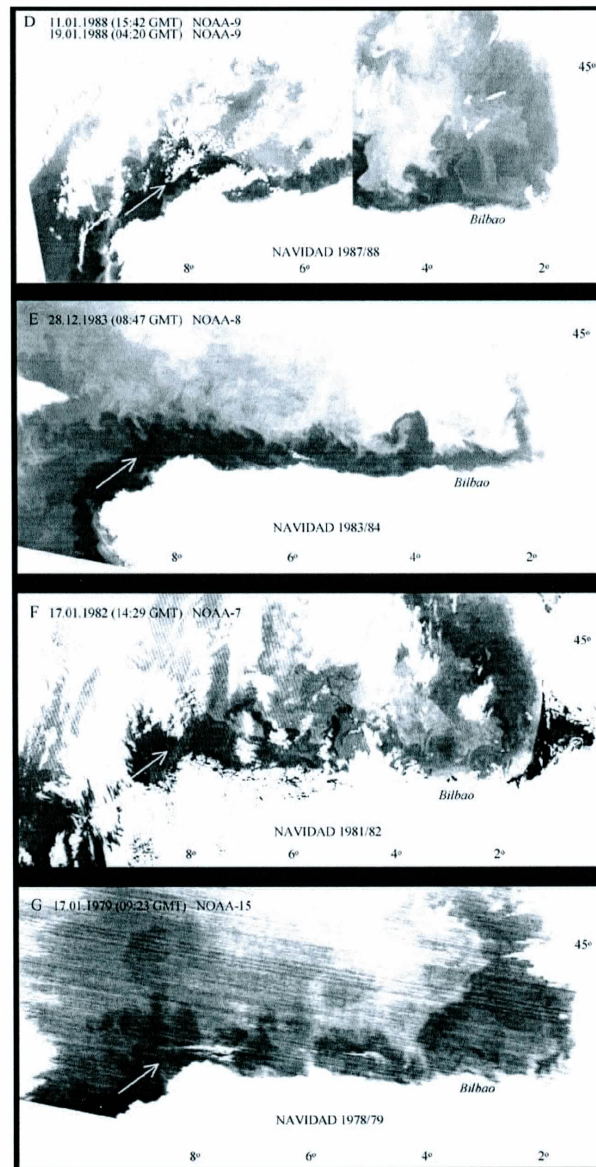 D 11.01.1988 (15:42 GMT) NOAA-9
19.01.1988 (04:20 GMT) NOAA-9
45º
Bilbao
NAVIDAD 1987/88
8º 6º 4º 2º
E 28.12.1983 (08:47 GMT) NOAA-8
45º
Bilbao
NAVIDAD 1983/84
8º 6º 4º 2º
F 17.01.1982 (14:29 GMT) NOAA-7
45º
Bilbao
NAVIDAD 1981/82
8º 6º 4º 2º
G 17.01.1979 (09:23 GMT) NOAA-15
45º
Bilbao
NAVIDAD 1978/79
8º 6º 4º 2º